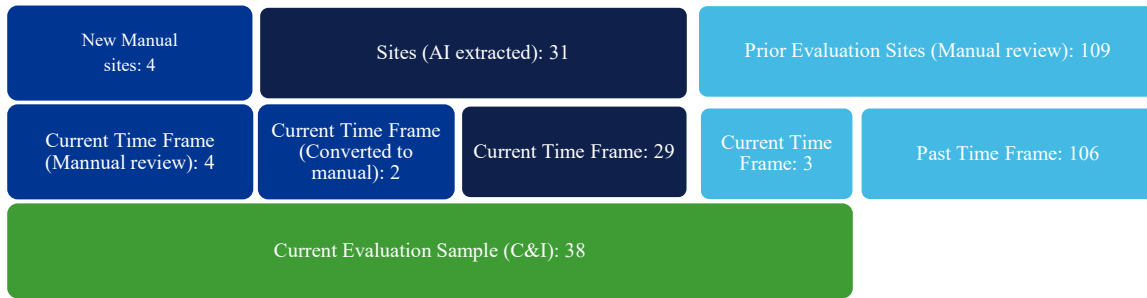 New Manual
sites: 4
Sites (AI extracted): 31
Prior Evaluation Sites (Manual review): 109
Current Time Frame
(Mannual review): 4
Current Time Frame
(Converted to
manual): 2
Current Time Frame: 29
Current Time
Frame: 3
Past Time Frame: 106
Current Evaluation Sample (C&I): 38